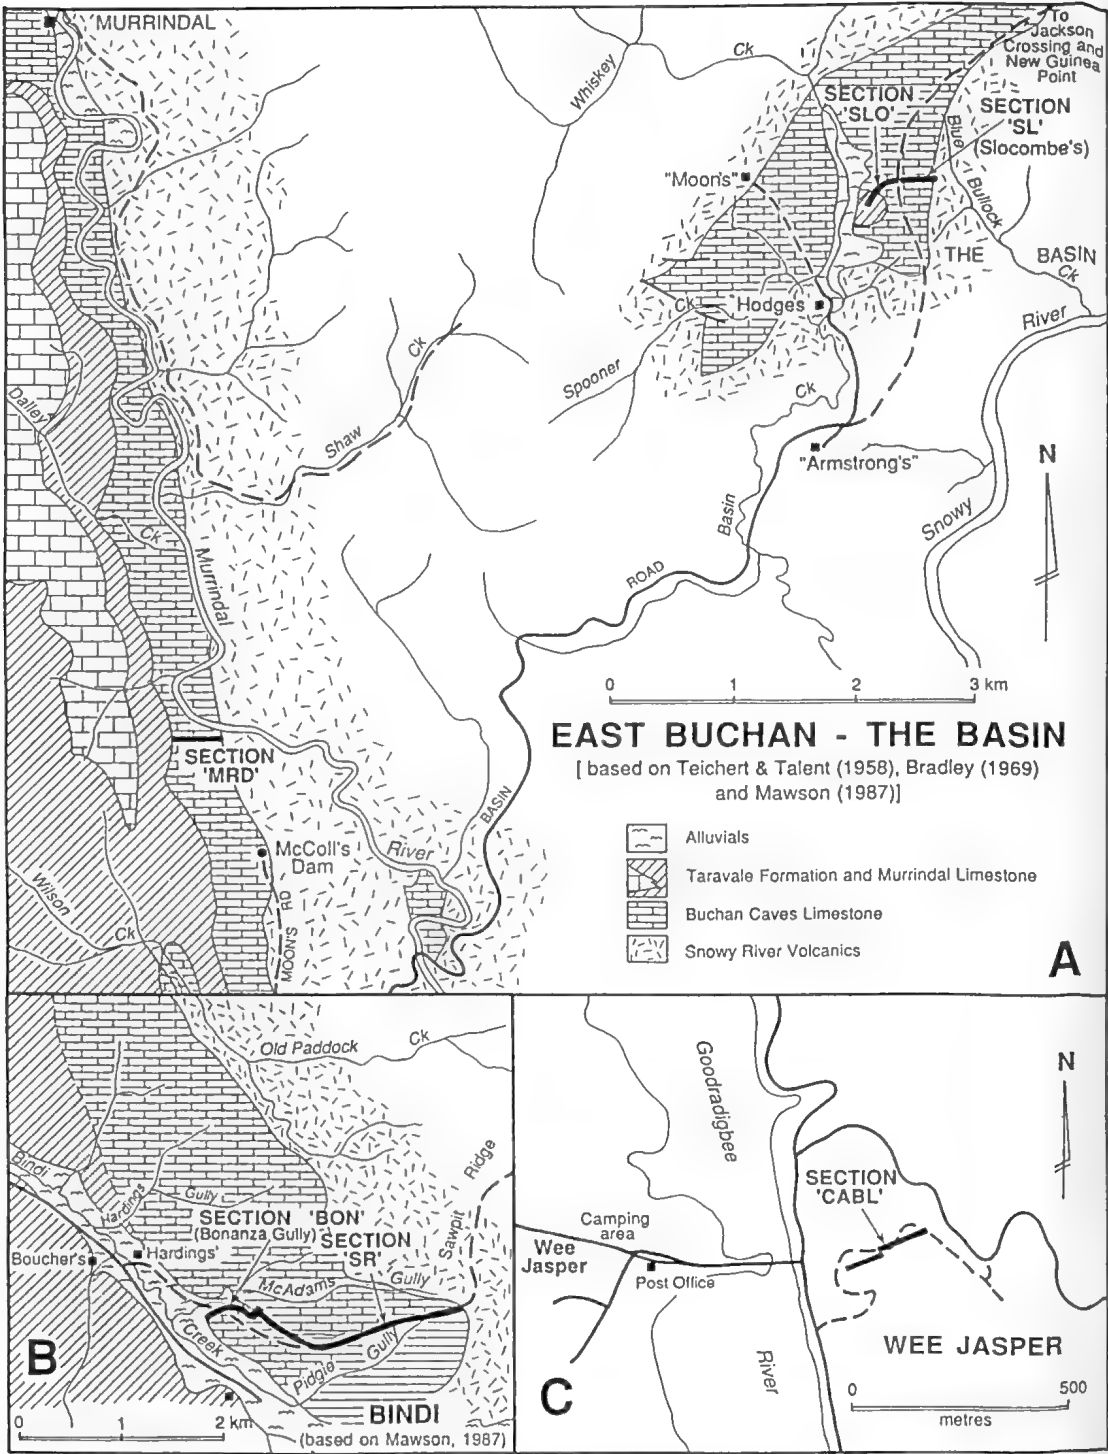 MURRINDAL
Ck
Whiskey
To
Jackson
Crossing and
New Guinea
Point
SECTION
'SLO'
SECTION
'SL'
(Slocombe's)
Blue
Bullock
"Moon's"
THE
BASIN
Ck
River
Ck
Hodges
Spooner
Ck
Dalley
Ck
Shaw
Ck
"Armstrong's"
N
Snowy
Basin
Ck
Murrindal
ROAD
0 1 2 3 km
EAST BUCHAN - THE BASIN
[ based on Teichert & Talent (1958), Bradley (1969)
and Mawson (1987)]
SECTION
'MRD'
BASIN
McColl's
Dam
River
MOON'S RD
Wilson
Ck
Alluvials
Taravale Formation and Murrindal Limestone
Buchan Caves Limestone
Snowy River Volcanics
A
Old Paddock
Ck
Bindi
Hardings
Gully
SECTION 'BON'
(Bonanza Gully)
SECTION
'SR'
Sawpit
Ridge
Boucher's
Hardings'
McAdams
Gully
Creek
Pidgie
Gully
B
BINDI
(based on Mawson, 1987)
0 1 2 km
Goodradigbee
N
SECTION
'CABL'
Camping
area
Wee
Jasper
Post Office
River
WEE JASPER
C
0 500
metres